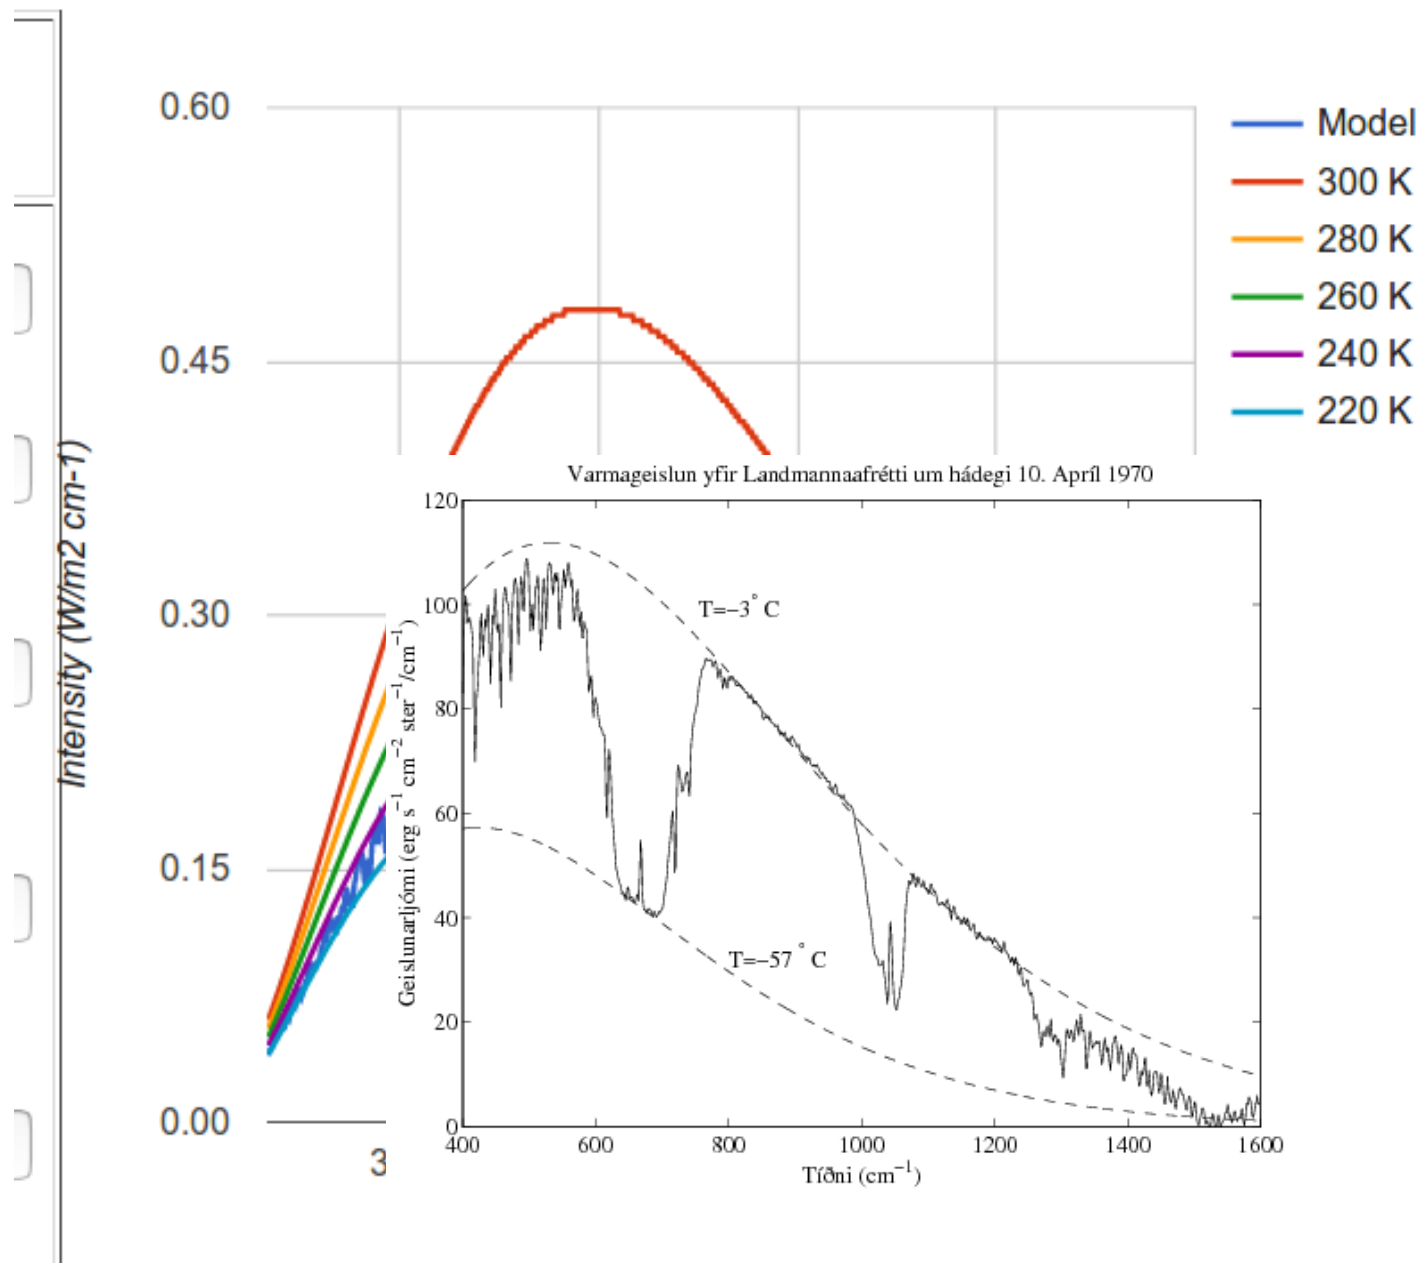 0.60
0.45
0.30
0.15
0.00
3
Intensity (W/m2 cm-1)
Model
300 K
280 K
260 K
240 K
220 K
Varmageislun yfir Landmannaafrétti um hádegi 10. Apríl 1970
120
100
80
60
40
20
0
Geislunarljómi (erg s⁻¹ cm⁻² ster⁻¹/cm⁻¹)
T=−3° C
T=−57 ° C
400 600 800 1000 1200 1400 1600
Tíðni (cm⁻¹)